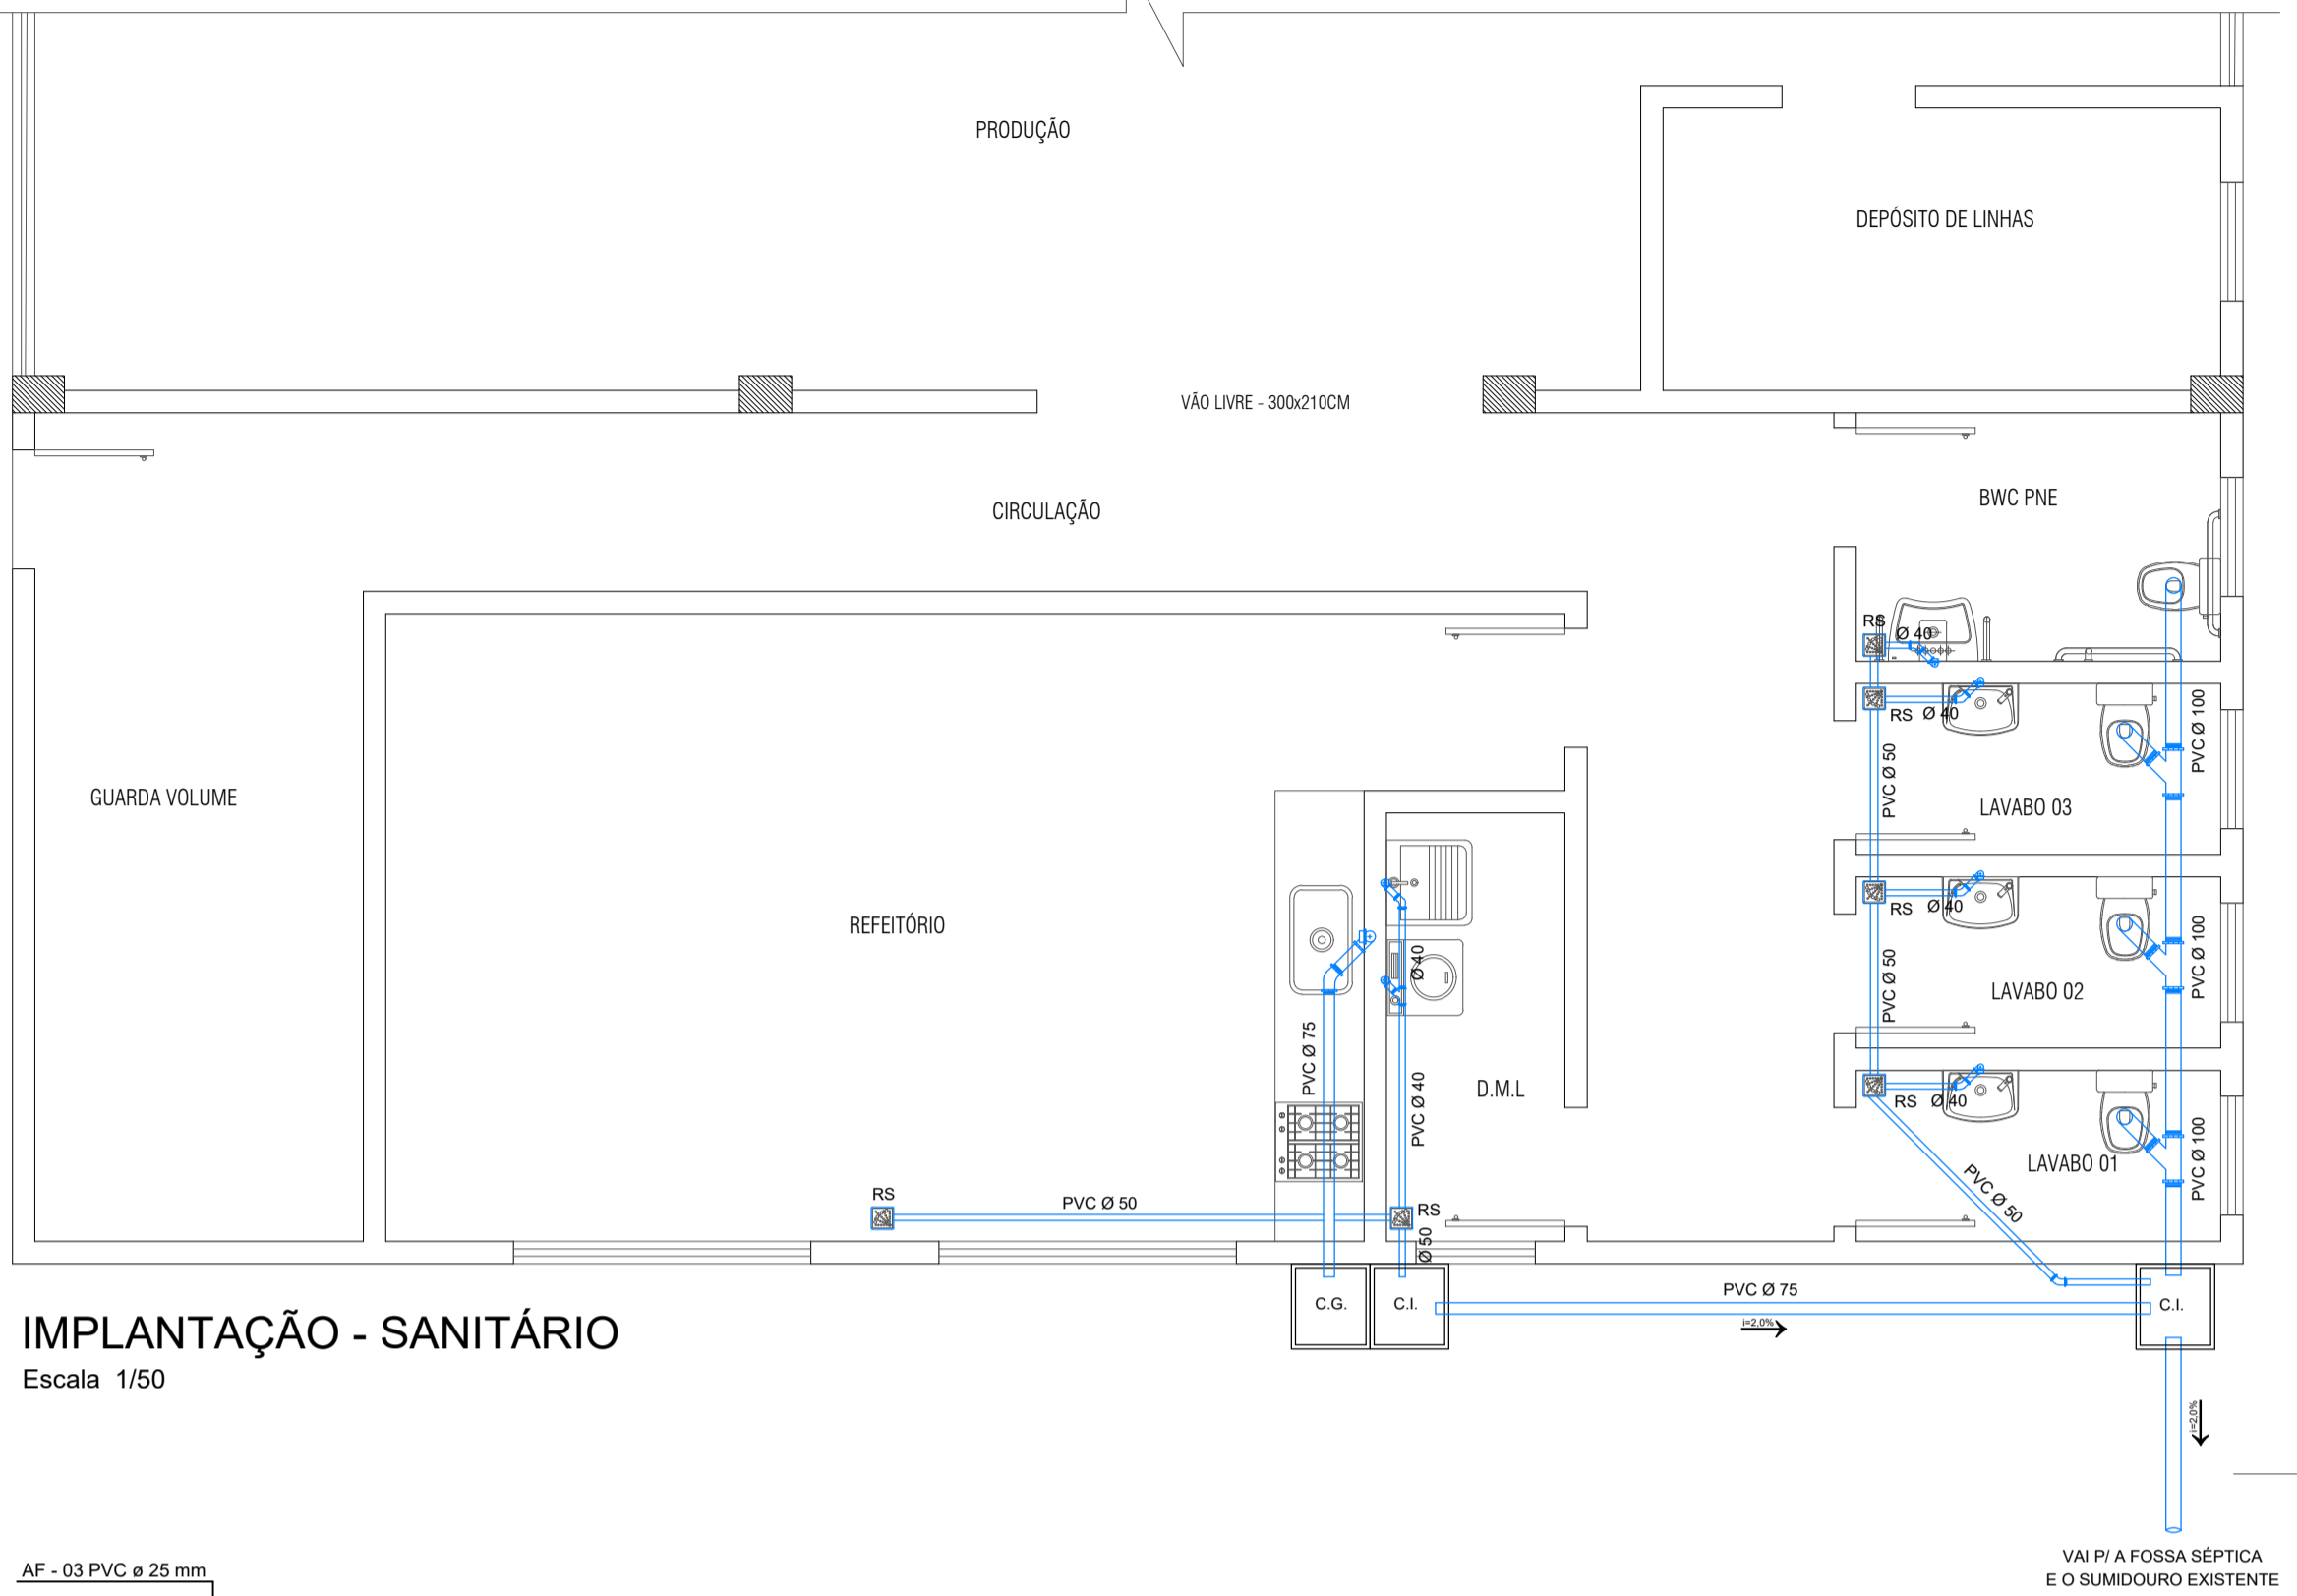 PRODUÇÃO
DEPÓSITO DE LINHAS
VÃO LIVRE - 300x210CM
CIRCULAÇÃO
BWC PNE
RS
Ø 40
RS Ø 40
PVC Ø 100
PVC Ø 50
LAVABO 03
GUARDA VOLUME
REFEITÓRIO
RS Ø 40
PVC Ø 100
Ø 40
PVC Ø 50
LAVABO 02
PVC Ø 75
PVC Ø 40
D.M.L
RS Ø 40
PVC Ø 100
LAVABO 01
PVC Ø 50
RS
PVC Ø 50
RS
Ø 50
C.G.
C.I.
PVC Ø 75
C.I.
i=2,0%
IMPLANTAÇÃO - SANITÁRIO
Escala 1/50
i=2,0%
VAI P/ A FOSSA SÉPTICA
E O SUMIDOURO EXISTENTE
AF - 03 PVC ø 25 mm